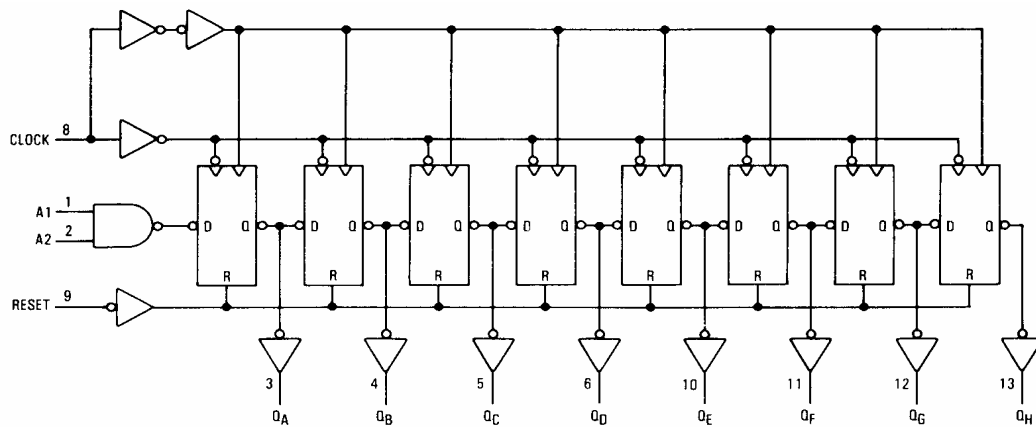 CLOCK 8
A1 1
A2 2
D Q D Q D Q D Q D Q D Q D Q D Q
R R R R R R R R
RESET 9
3 4 5 6 10 11 12 13
QA QB QC QD QE QF QG QH